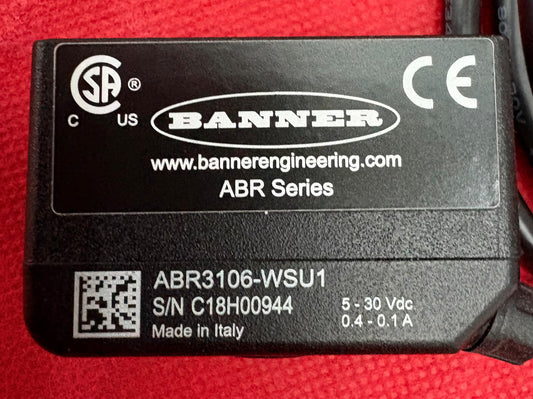 CSA ®
C US
BANNER
CE
www.bannerengineering.com
ABR Series
ABR3106-WSU1
S/N C18H00944
Made in Italy
5 - 30 Vdc
0.4 - 0.1 A